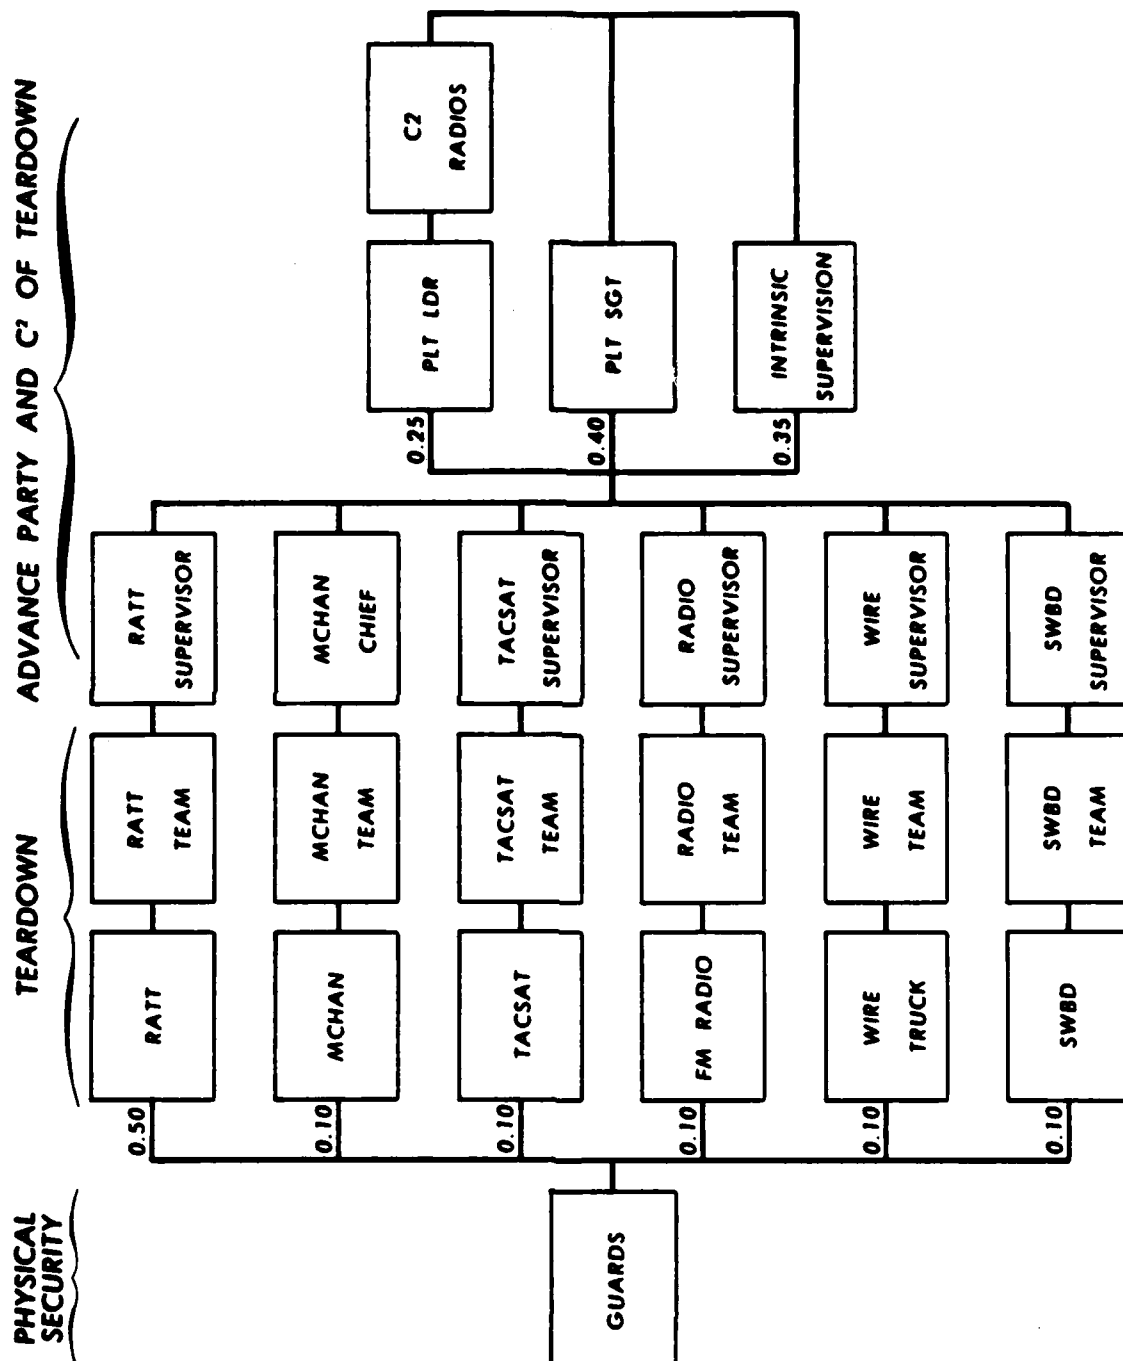 PHYSICAL
SECURITY
TEARDOWN
ADVANCE PARTY AND C² OF TEARDOWN
GUARDS
0.50
RATT
RATT
TEAM
RATT
SUPERVISOR
0.10
MCHAN
MCHAN
TEAM
MCHAN
CHIEF
0.10
TACSAT
TACSAT
TEAM
TACSAT
SUPERVISOR
0.10
FM RADIO
RADIO
TEAM
RADIO
SUPERVISOR
0.10
WIRE
TRUCK
WIRE
TEAM
WIRE
SUPERVISOR
0.10
SWBD
SWBD
TEAM
SWBD
SUPERVISOR
0.25
PLT LDR
C2
RADIOS
0.40
PLT SGT
0.35
INTRINSIC
SUPERVISION